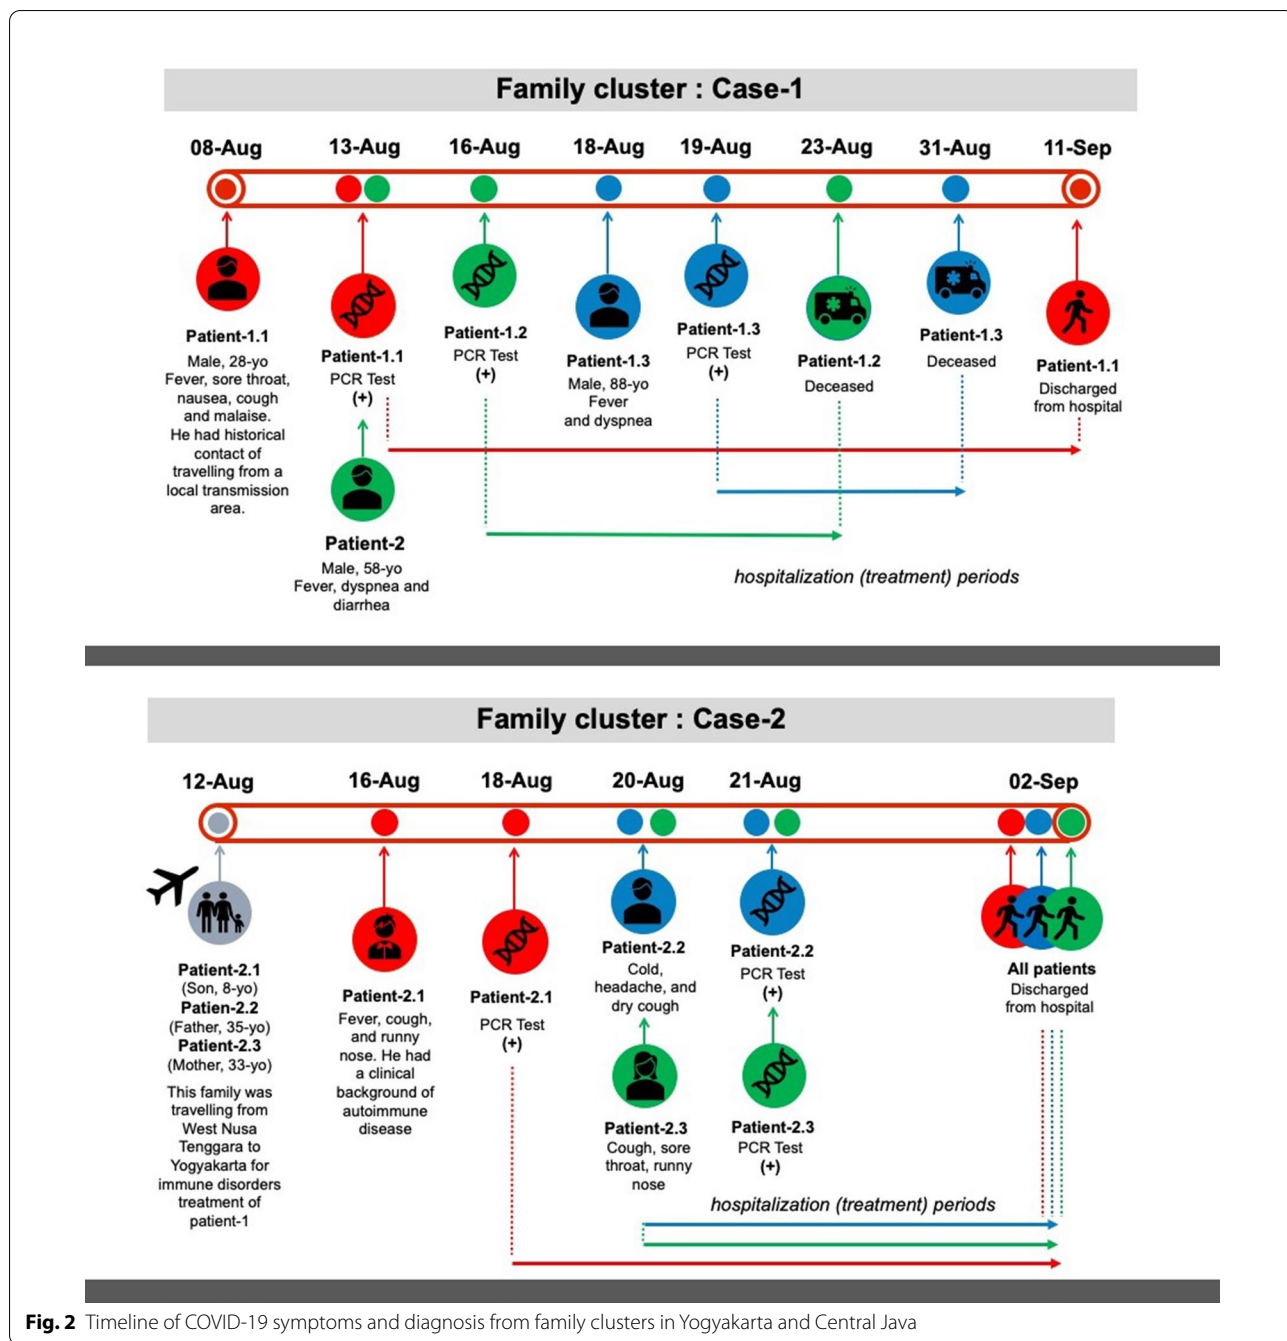 Family cluster : Case-1
08-Aug
13-Aug
16-Aug
18-Aug
19-Aug
23-Aug
31-Aug
11-Sep
Patient-1.1
Male, 28-yo
Fever, sore throat,
nausea, cough
and malaise.
He had historical
contact of
travelling from a
local transmission
area.
Patient-1.1
PCR Test
(+)
Patient-2
Male, 58-yo
Fever, dyspnea and
diarrhea
Patient-1.2
PCR Test
(+)
Patient-1.3
Male, 88-yo
Fever
and dyspnea
Patient-1.3
PCR Test
(+)
Patient-1.2
Deceased
Patient-1.3
Deceased
Patient-1.1
Discharged
from hospital
hospitalization (treatment) periods
Family cluster : Case-2
12-Aug
16-Aug
18-Aug
20-Aug
21-Aug
02-Sep
Patient-2.1
(Son, 8-yo)
Patien-2.2
(Father, 35-yo)
Patient-2.3
(Mother, 33-yo)
This family was
travelling from
West Nusa
Tenggara to
Yogyakarta for
immune disorders
treatment of
patient-1
Patient-2.1
Fever, cough,
and runny
nose. He had
a clinical
background of
autoimmune
disease
Patient-2.1
PCR Test
(+)
Patient-2.2
Cold,
headache, and
dry cough
Patient-2.3
Cough, sore
throat, runny
nose
Patient-2.2
PCR Test
(+)
Patient-2.3
PCR Test
(+)
All patients
Discharged
from hospital
hospitalization (treatment) periods
Fig. 2 Timeline of COVID-19 symptoms and diagnosis from family clusters in Yogyakarta and Central Java